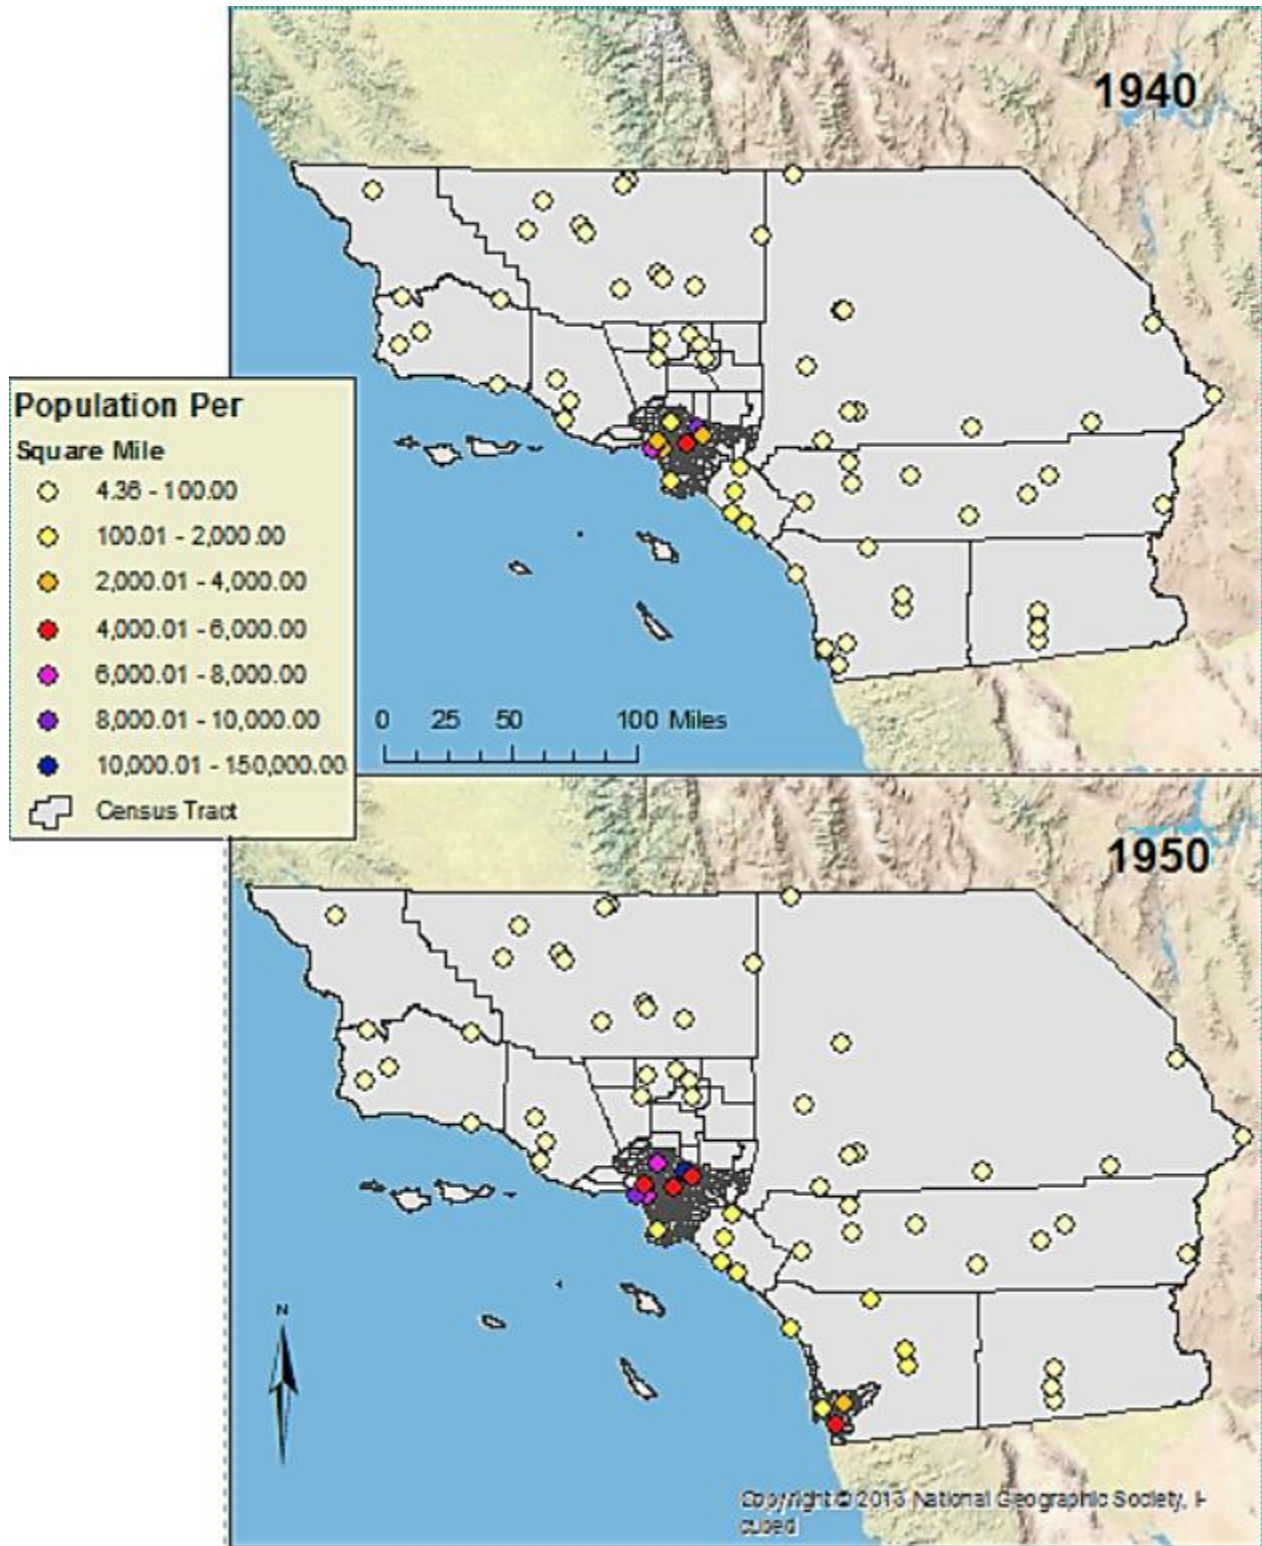 1940
Population Per
Square Mile
4.36 - 100.00
100.01 - 2,000.00
2,000.01 - 4,000.00
4,000.01 - 6,000.00
6,000.01 - 8,000.00
8,000.01 - 10,000.00
10,000.01 - 150,000.00
Census Tract
0 25 50 100 Miles
1950
N
Copyright © 2013 National Geographic Society, i-
cubed